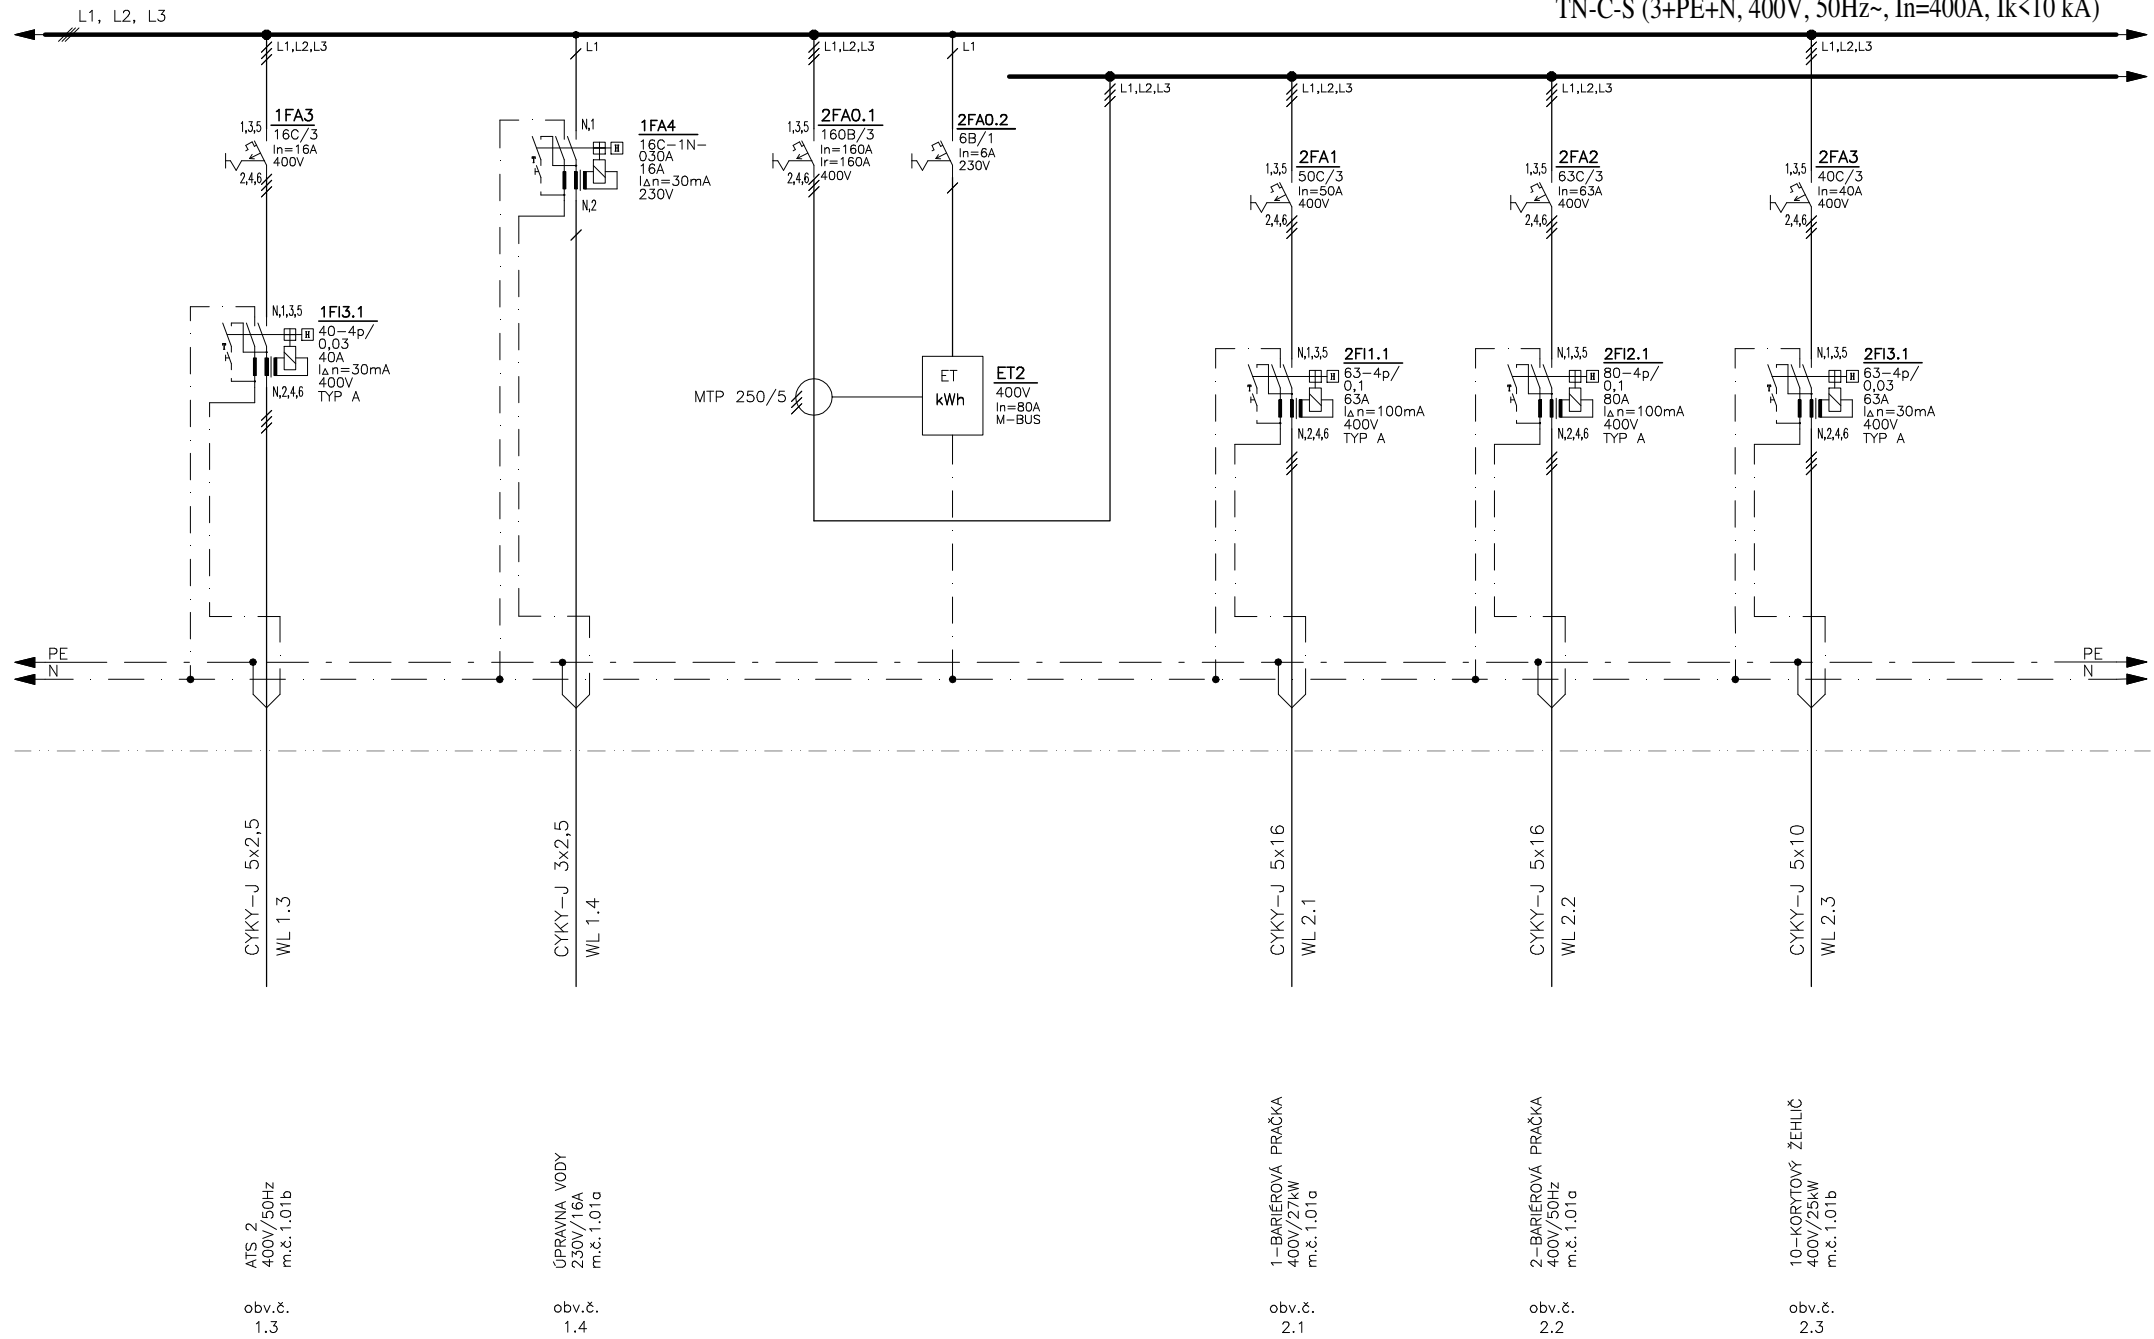 TN-C-S (3+PE+N, 400V, 50Hz~, In=400A, Ik<10 kA)
L1, L2, L3
L1,L2,L3
L1
L1,L2,L3
L1
L1,L2,L3
L1,L2,L3
L1,L2,L3
L1,L2,L3
1,3,5
1FA3
16C/3
In=16A
400V
2,4,6
N,1
1FA4
16C-1N-
030A
16A
I∆n=30mA
230V
N,2
1,3,5
2FA0.1
160B/3
In=160A
Ir=160A
400V
2,4,6
2FA0.2
6B/1
In=6A
230V
1,3,5
2FA1
50C/3
In=50A
400V
2,4,6
1,3,5
2FA2
63C/3
In=63A
400V
2,4,6
1,3,5
2FA3
40C/3
In=40A
400V
2,4,6
N,1,3,5
1FI3.1
H
40-4p/
0,03
40A
I∆n=30mA
400V
TYP A
N,2,4,6
H
MTP 250/5
ET
kWh
ET2
400V
In=80A
M-BUS
N,1,3,5
2FI1.1
H
63-4p/
0,1
63A
I∆n=100mA
400V
TYP A
N,2,4,6
N,1,3,5
2FI2.1
H
80-4p/
0,1
80A
I∆n=100mA
400V
TYP A
N,2,4,6
N,1,3,5
2FI3.1
H
63-4p/
0,03
63A
I∆n=30mA
400V
TYP A
N,2,4,6
PE
N
PE
N
CYKY-J 5x2,5
WL 1.3
CYKY-J 3x2,5
WL 1.4
CYKY-J 5x16
WL 2.1
CYKY-J 5x16
WL 2.2
CYKY-J 5x10
WL 2.3
ATS 2
400V/50Hz
m.č.1.01b
ÚPRAVNA VODY
230V/16A
m.č.1.01a
1-BARIÉROVÁ PRAČKA
400V/27kW
m.č.1.01a
2-BARIÉROVÁ PRAČKA
400V/50Hz
m.č.1.01a
10-KORYTOVÝ ŽEHLIČ
400V/25kW
m.č.1.01b
obv.č.
1.3
obv.č.
1.4
obv.č.
2.1
obv.č.
2.2
obv.č.
2.3